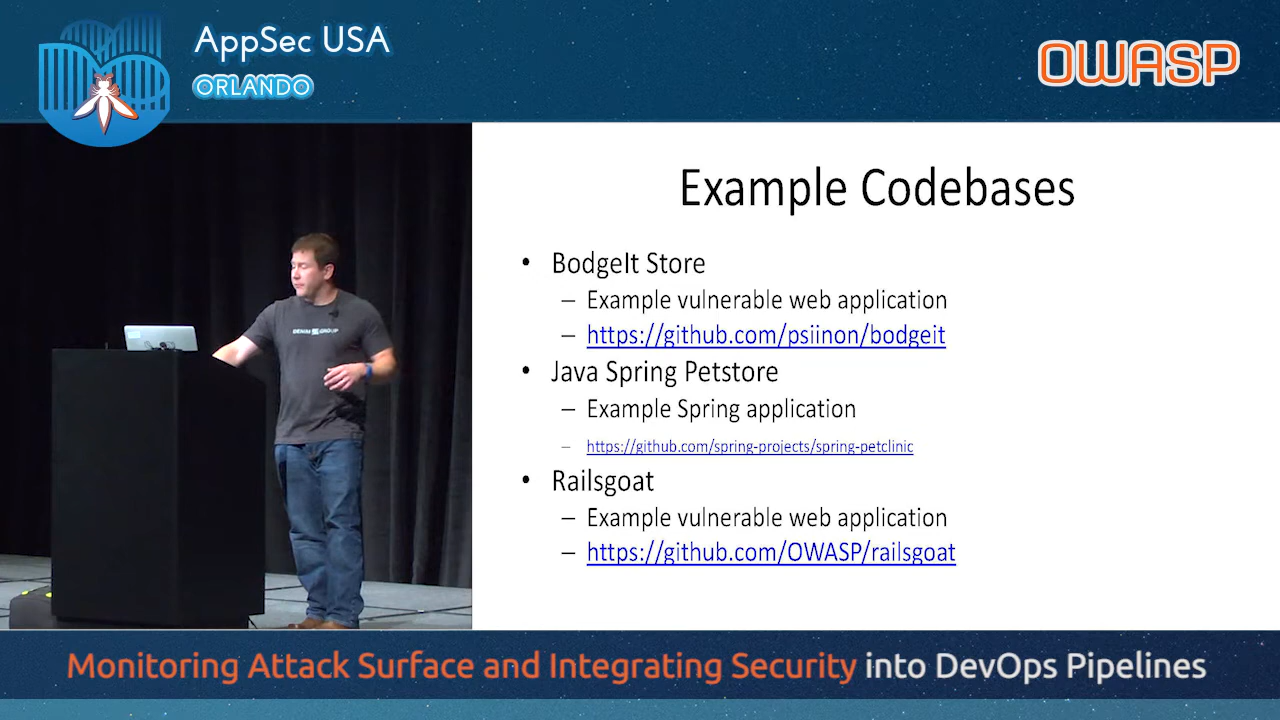 AppSec USA
ORLANDO
OWASP
DENIM GROUP
Example Codebases
• BodgeIt Store
– Example vulnerable web application
– https://github.com/psiinon/bodgeit
• Java Spring Petstore
– Example Spring application
– https://github.com/spring-projects/spring-petclinic
• Railsgoat
– Example vulnerable web application
– https://github.com/OWASP/railsgoat
Monitoring Attack Surface and Integrating Security into DevOps Pipelines